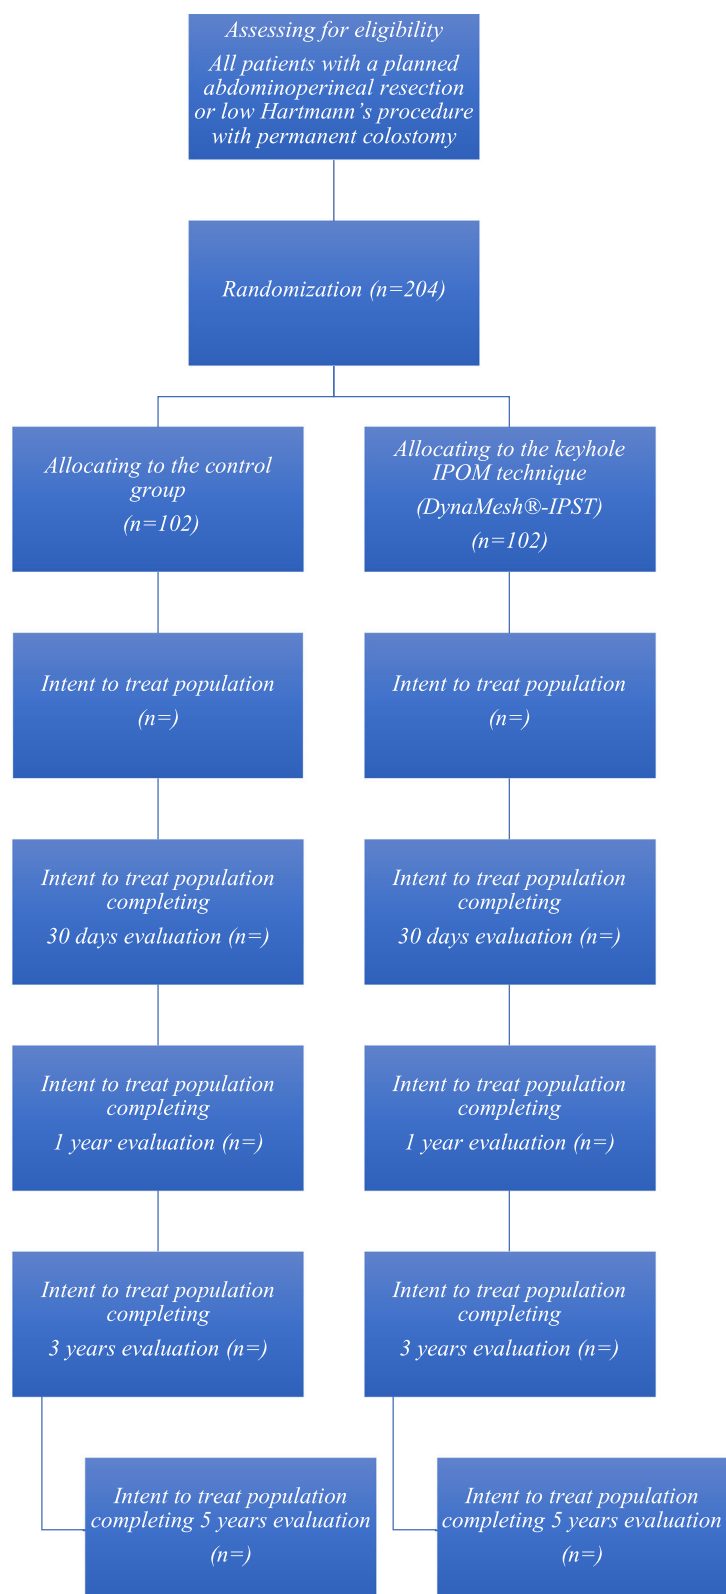 Assessing for eligibility
All patients with a planned
abdominoperineal resection
or low Hartmann's procedure
with permanent colostomy
Randomization (n=204)
Allocating to the control
group
(n=102)
Allocating to the keyhole
IPOM technique
(DynaMesh®-IPST)
(n=102)
Intent to treat population
(n=)
Intent to treat population
(n=)
Intent to treat population
completing
30 days evaluation (n=)
Intent to treat population
completing
30 days evaluation (n=)
Intent to treat population
completing
1 year evaluation (n=)
Intent to treat population
completing
1 year evaluation (n=)
Intent to treat population
completing
3 years evaluation (n=)
Intent to treat population
completing
3 years evaluation (n=)
Intent to treat population
completing 5 years evaluation
(n=)
Intent to treat population
completing 5 years evaluation
(n=)